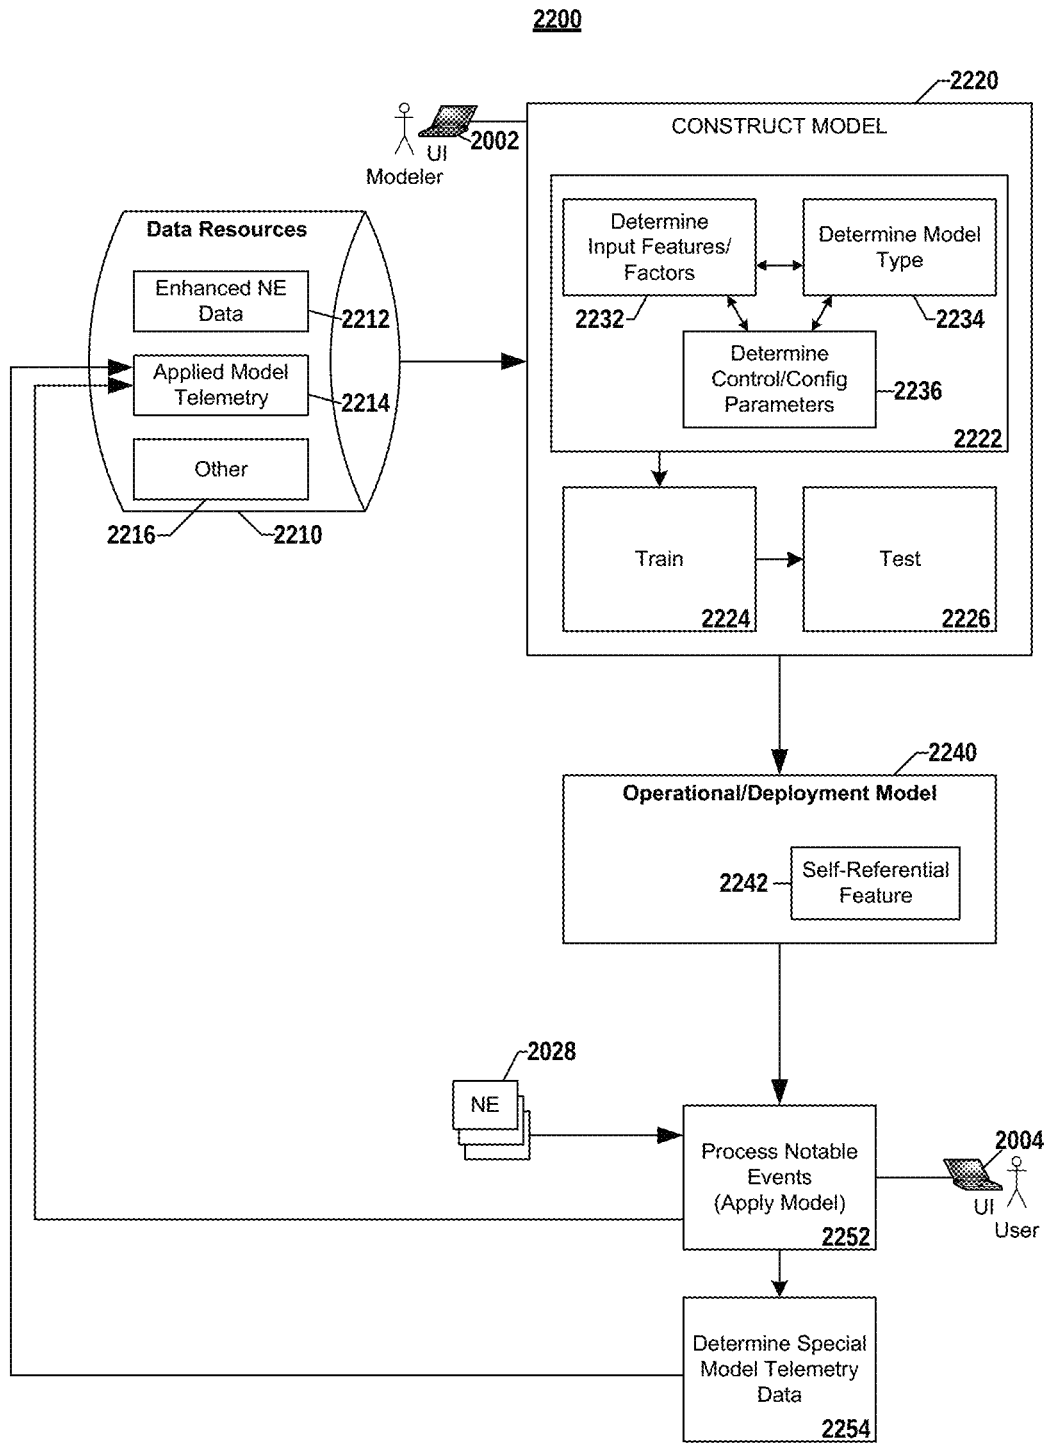 2200
2220
CONSTRUCT MODEL
2002
UI
Modeler
Data Resources
Enhanced NE
Data
2212
Applied Model
Telemetry
2214
Other
2216
2210
Determine
Input Features/
Factors
2232
Determine Model
Type
2234
Determine
Control/Config
Parameters
2236
2222
Train
2224
Test
2226
2240
Operational/Deployment Model
2242
Self-Referential
Feature
2028
NE
Process Notable
Events
(Apply Model)
2252
2004
UI
User
Determine Special
Model Telemetry
Data
2254